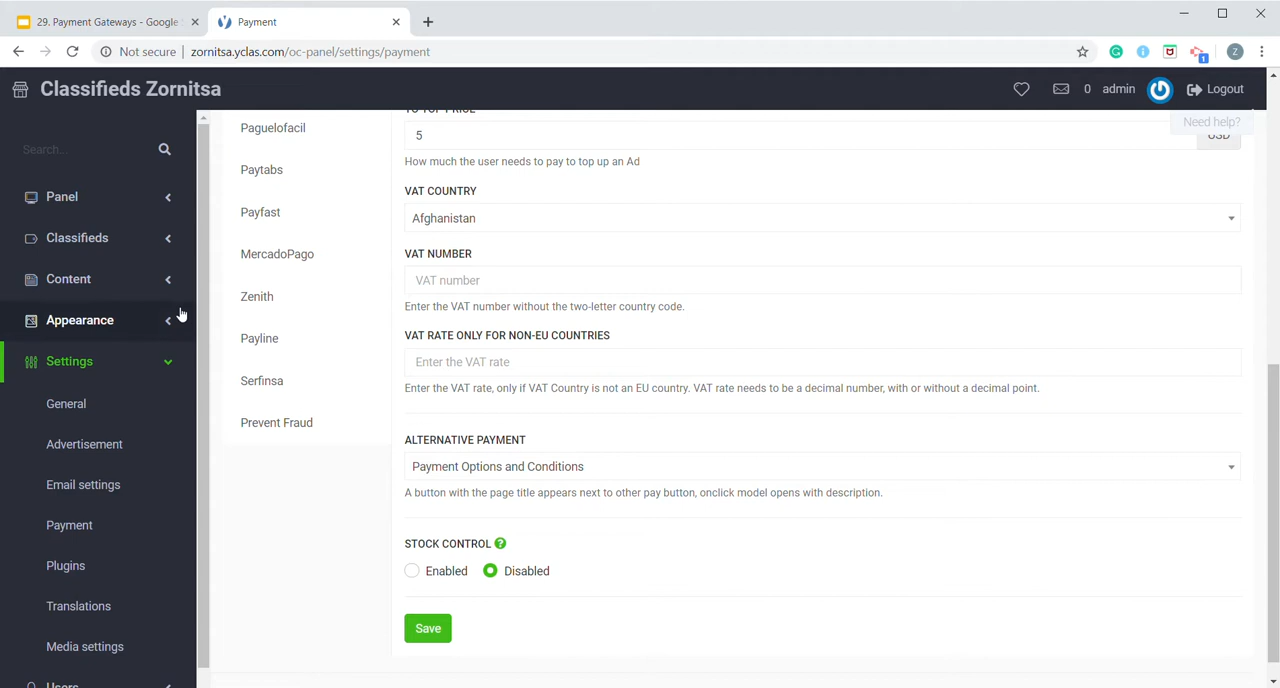 29. Payment Gateways - Google
Payment
Not secure | zornitsa.yclas.com/oc-panel/settings/payment
1
Z
Classifieds Zornitsa
0 admin Logout
Need help?
Search...
Panel
Classifieds
Content
Appearance
Settings
General
Advertisement
Email settings
Payment
Plugins
Translations
Media settings
Users
Paguelofacil
Paytabs
Payfast
MercadoPago
Zenith
Payline
Serfinsa
Prevent Fraud
TO TOP PRICE
5
USD
How much the user needs to pay to top up an Ad
VAT COUNTRY
Afghanistan
VAT NUMBER
VAT number
Enter the VAT number without the two-letter country code.
VAT RATE ONLY FOR NON-EU COUNTRIES
Enter the VAT rate
Enter the VAT rate, only if VAT Country is not an EU country. VAT rate needs to be a decimal number, with or without a decimal point.
ALTERNATIVE PAYMENT
Payment Options and Conditions
A button with the page title appears next to other pay button, onclick model opens with description.
STOCK CONTROL ?
Enabled Disabled
Save